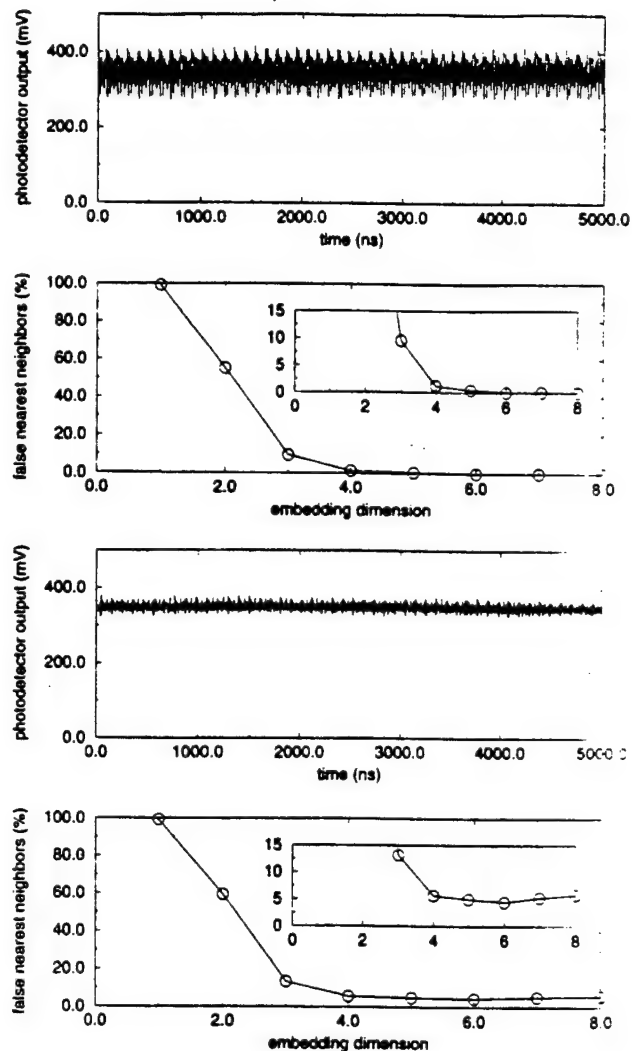 photodetector output (mV)
400.0
200.0
0.0
0.0 1000.0 2000.0 3000.0 4000.0 5000.0
time (ns)
false nearest neighbors (%)
100.0
80.0
60.0
40.0
20.0
0.0
0.0 2.0 4.0 6.0 8.0
embedding dimension
15
10
5
0
0 2 4 6 8
photodetector output (mV)
400.0
200.0
0.0
0.0 1000.0 2000.0 3000.0 4000.0 5000.0
time (ns)
false nearest neighbors (%)
100.0
80.0
60.0
40.0
20.0
0.0
0.0 2.0 4.0 6.0 8.0
embedding dimension
15
10
5
0
0 2 4 6 8